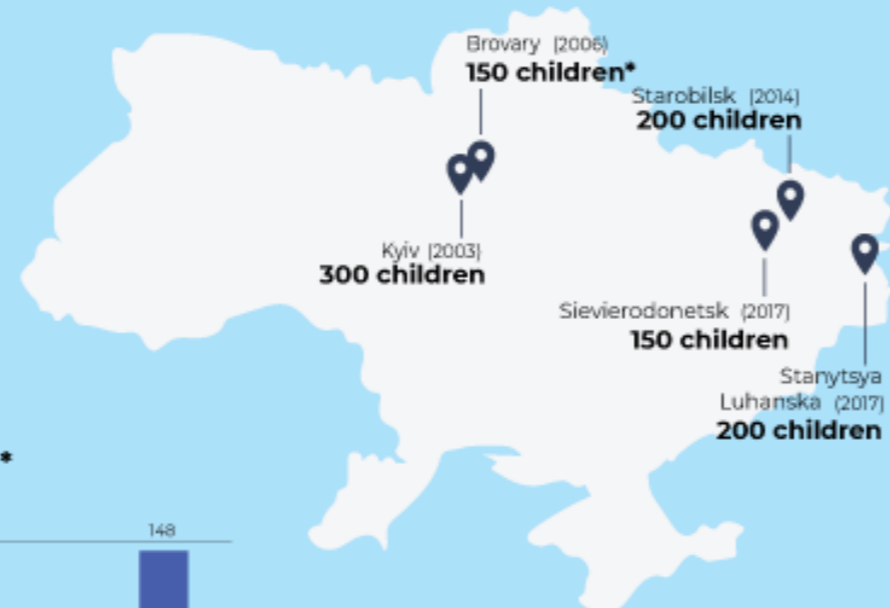 Brovary (2006)
150 children*
Starobilsk (2014)
200 children
Kyiv (2003)
300 children
Sievierodonetsk (2017)
150 children
Stanytsya
Luhanska (2017)
200 children
*
148